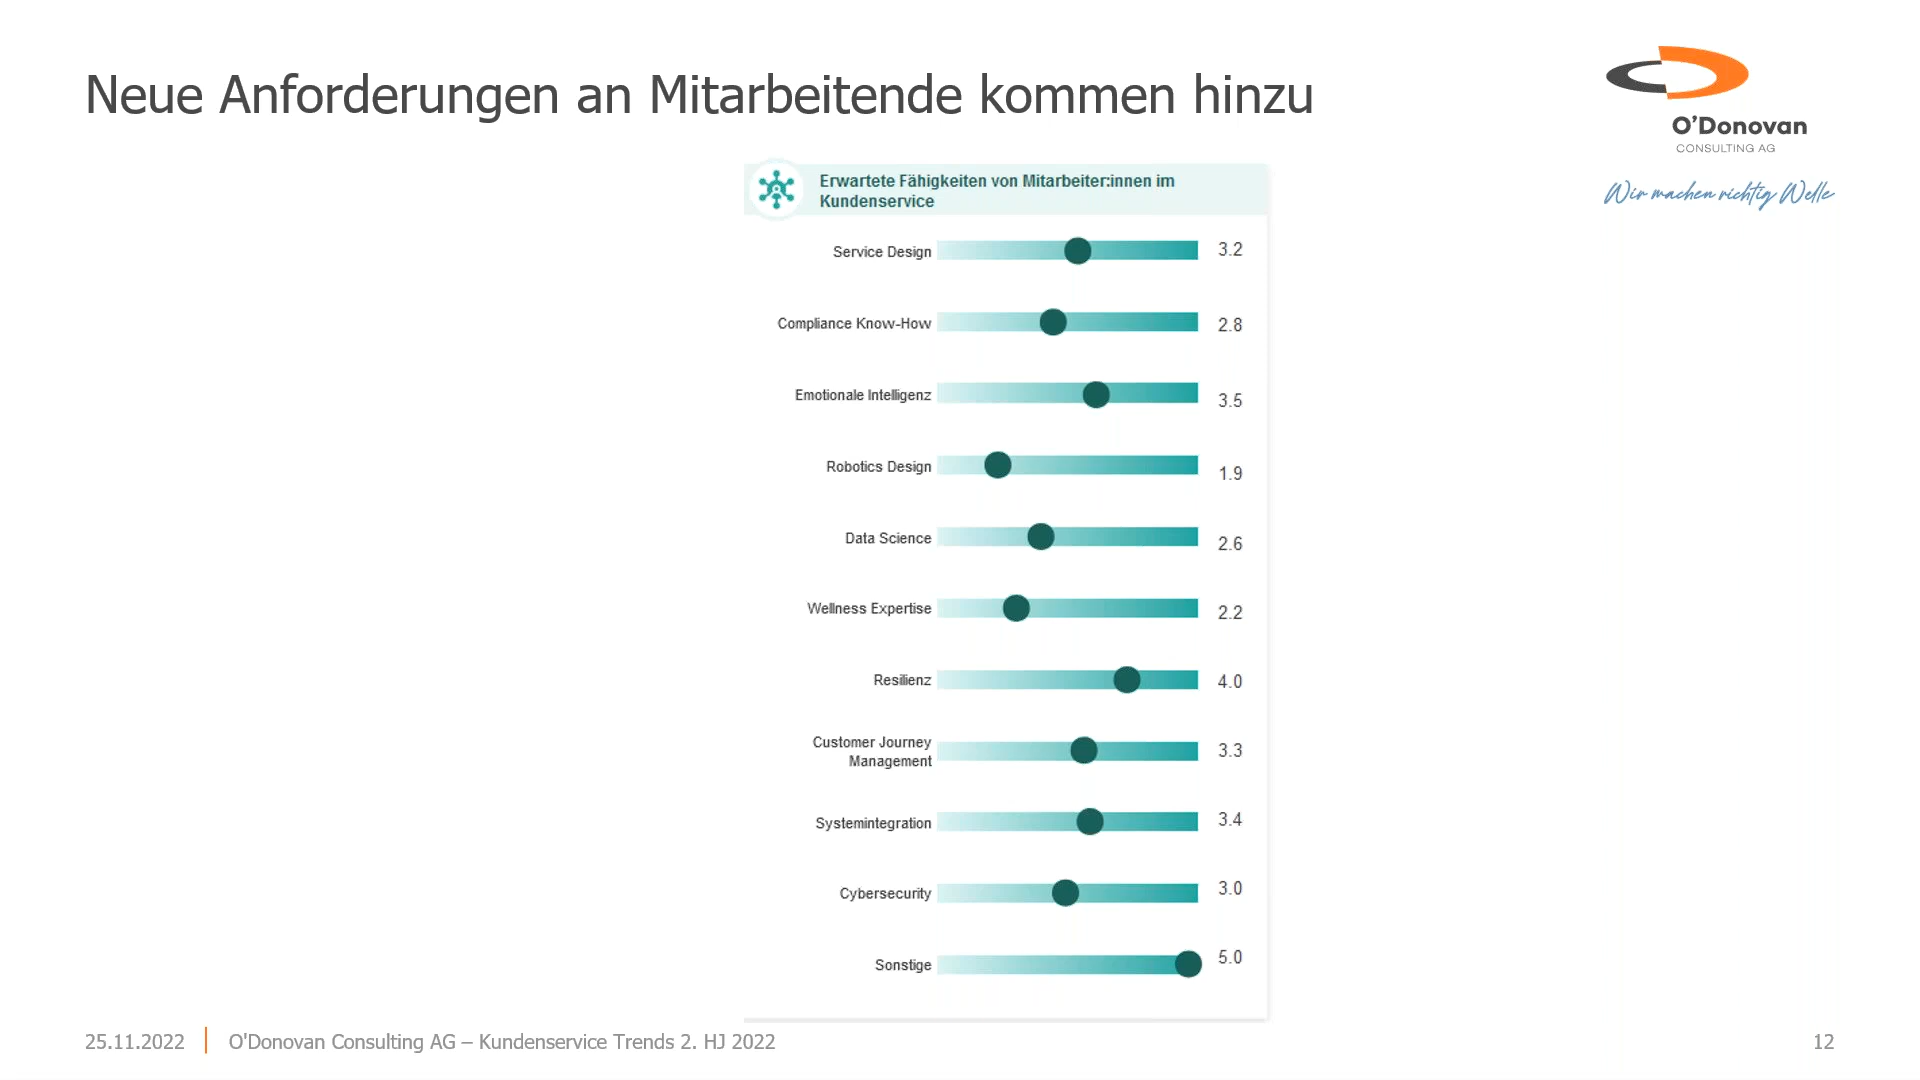 Neue Anforderungen an Mitarbeitende kommen hinzu
O'Donovan
CONSULTING AG
Wir machen richtig Welle
Erwartete Fähigkeiten von Mitarbeiter:innen im
Kundenservice
Service Design 3.2
Compliance Know-How 2.8
Emotionale Intelligenz 3.5
Robotics Design 1.9
Data Science 2.6
Wellness Expertise 2.2
Resilienz 4.0
Customer Journey
Management 3.3
Systemintegration 3.4
Cybersecurity 3.0
Sonstige 5.0
25.11.2022 O'Donovan Consulting AG – Kundenservice Trends 2. HJ 2022 12